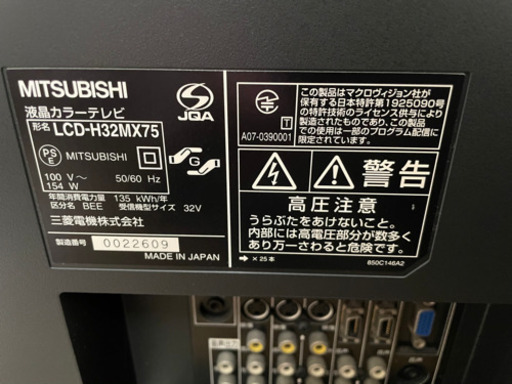 MITSUBISHI
液晶カラーテレビ
形名 LCD-H32MX75
PS
E
MITSUBISHI
100 V～ 50/60 Hz
154 W
年間消費電力量 135 kWh/年
区分名 BEE 受信機型サイズ 32V
三菱電機株式会社
製造番号 0022609
MADE IN JAPAN
JQA
G
T
A07-0390001
この製品はマクロヴィジョン社が
保有する日本特許第1925090号
の特許技術のライセンス供与により
製造されたものであり、この製品
での使用は一部のプログラム配信に
限定されています。
警告
高圧注意
うらぶたをあけないこと。
内部には高電圧部分が数多く
あり万一さわると危険です。
→ × 25本
850C146A2